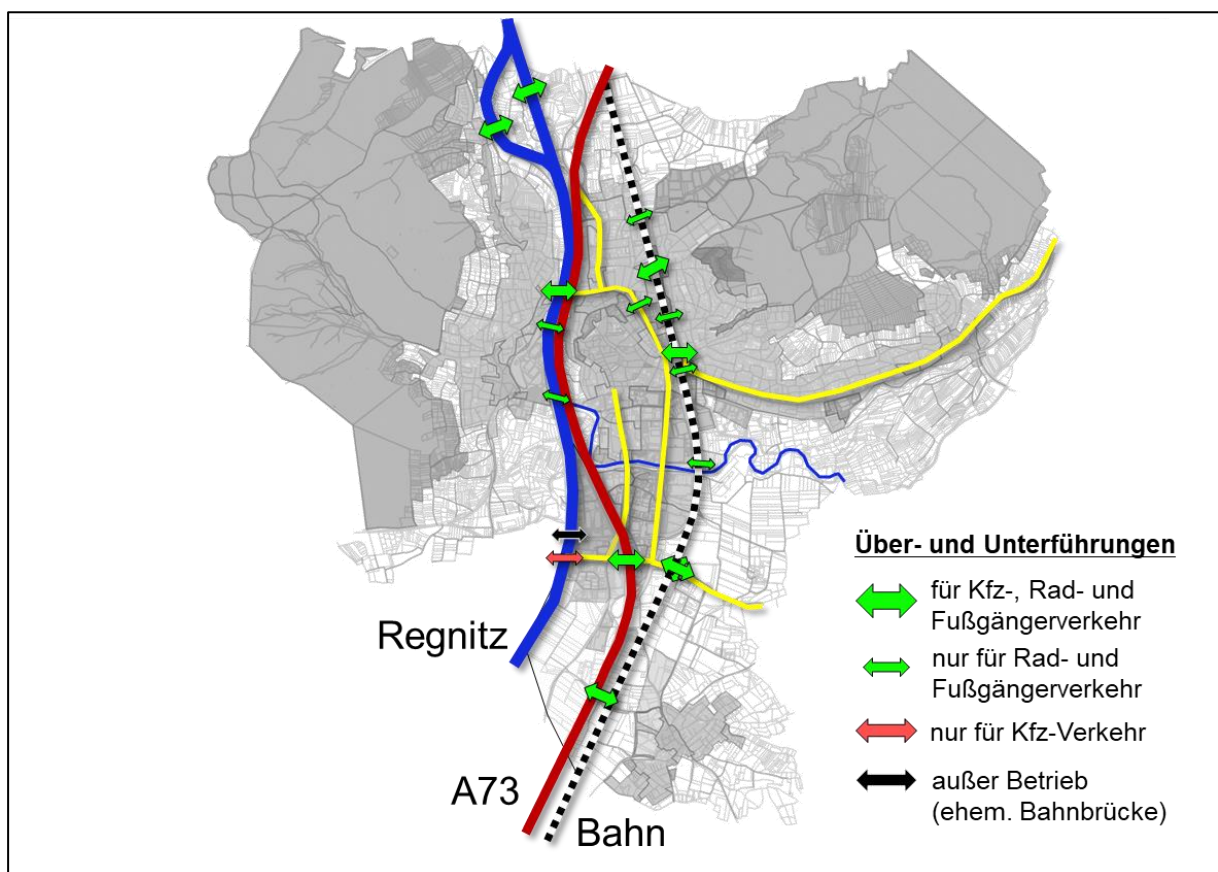 Regnitz
A73
Bahn
Über- und Unterführungen
für Kfz-, Rad- und
Fußgängerverkehr
nur für Rad- und
Fußgängerverkehr
nur für Kfz-Verkehr
außer Betrieb
(ehem. Bahnbrücke)